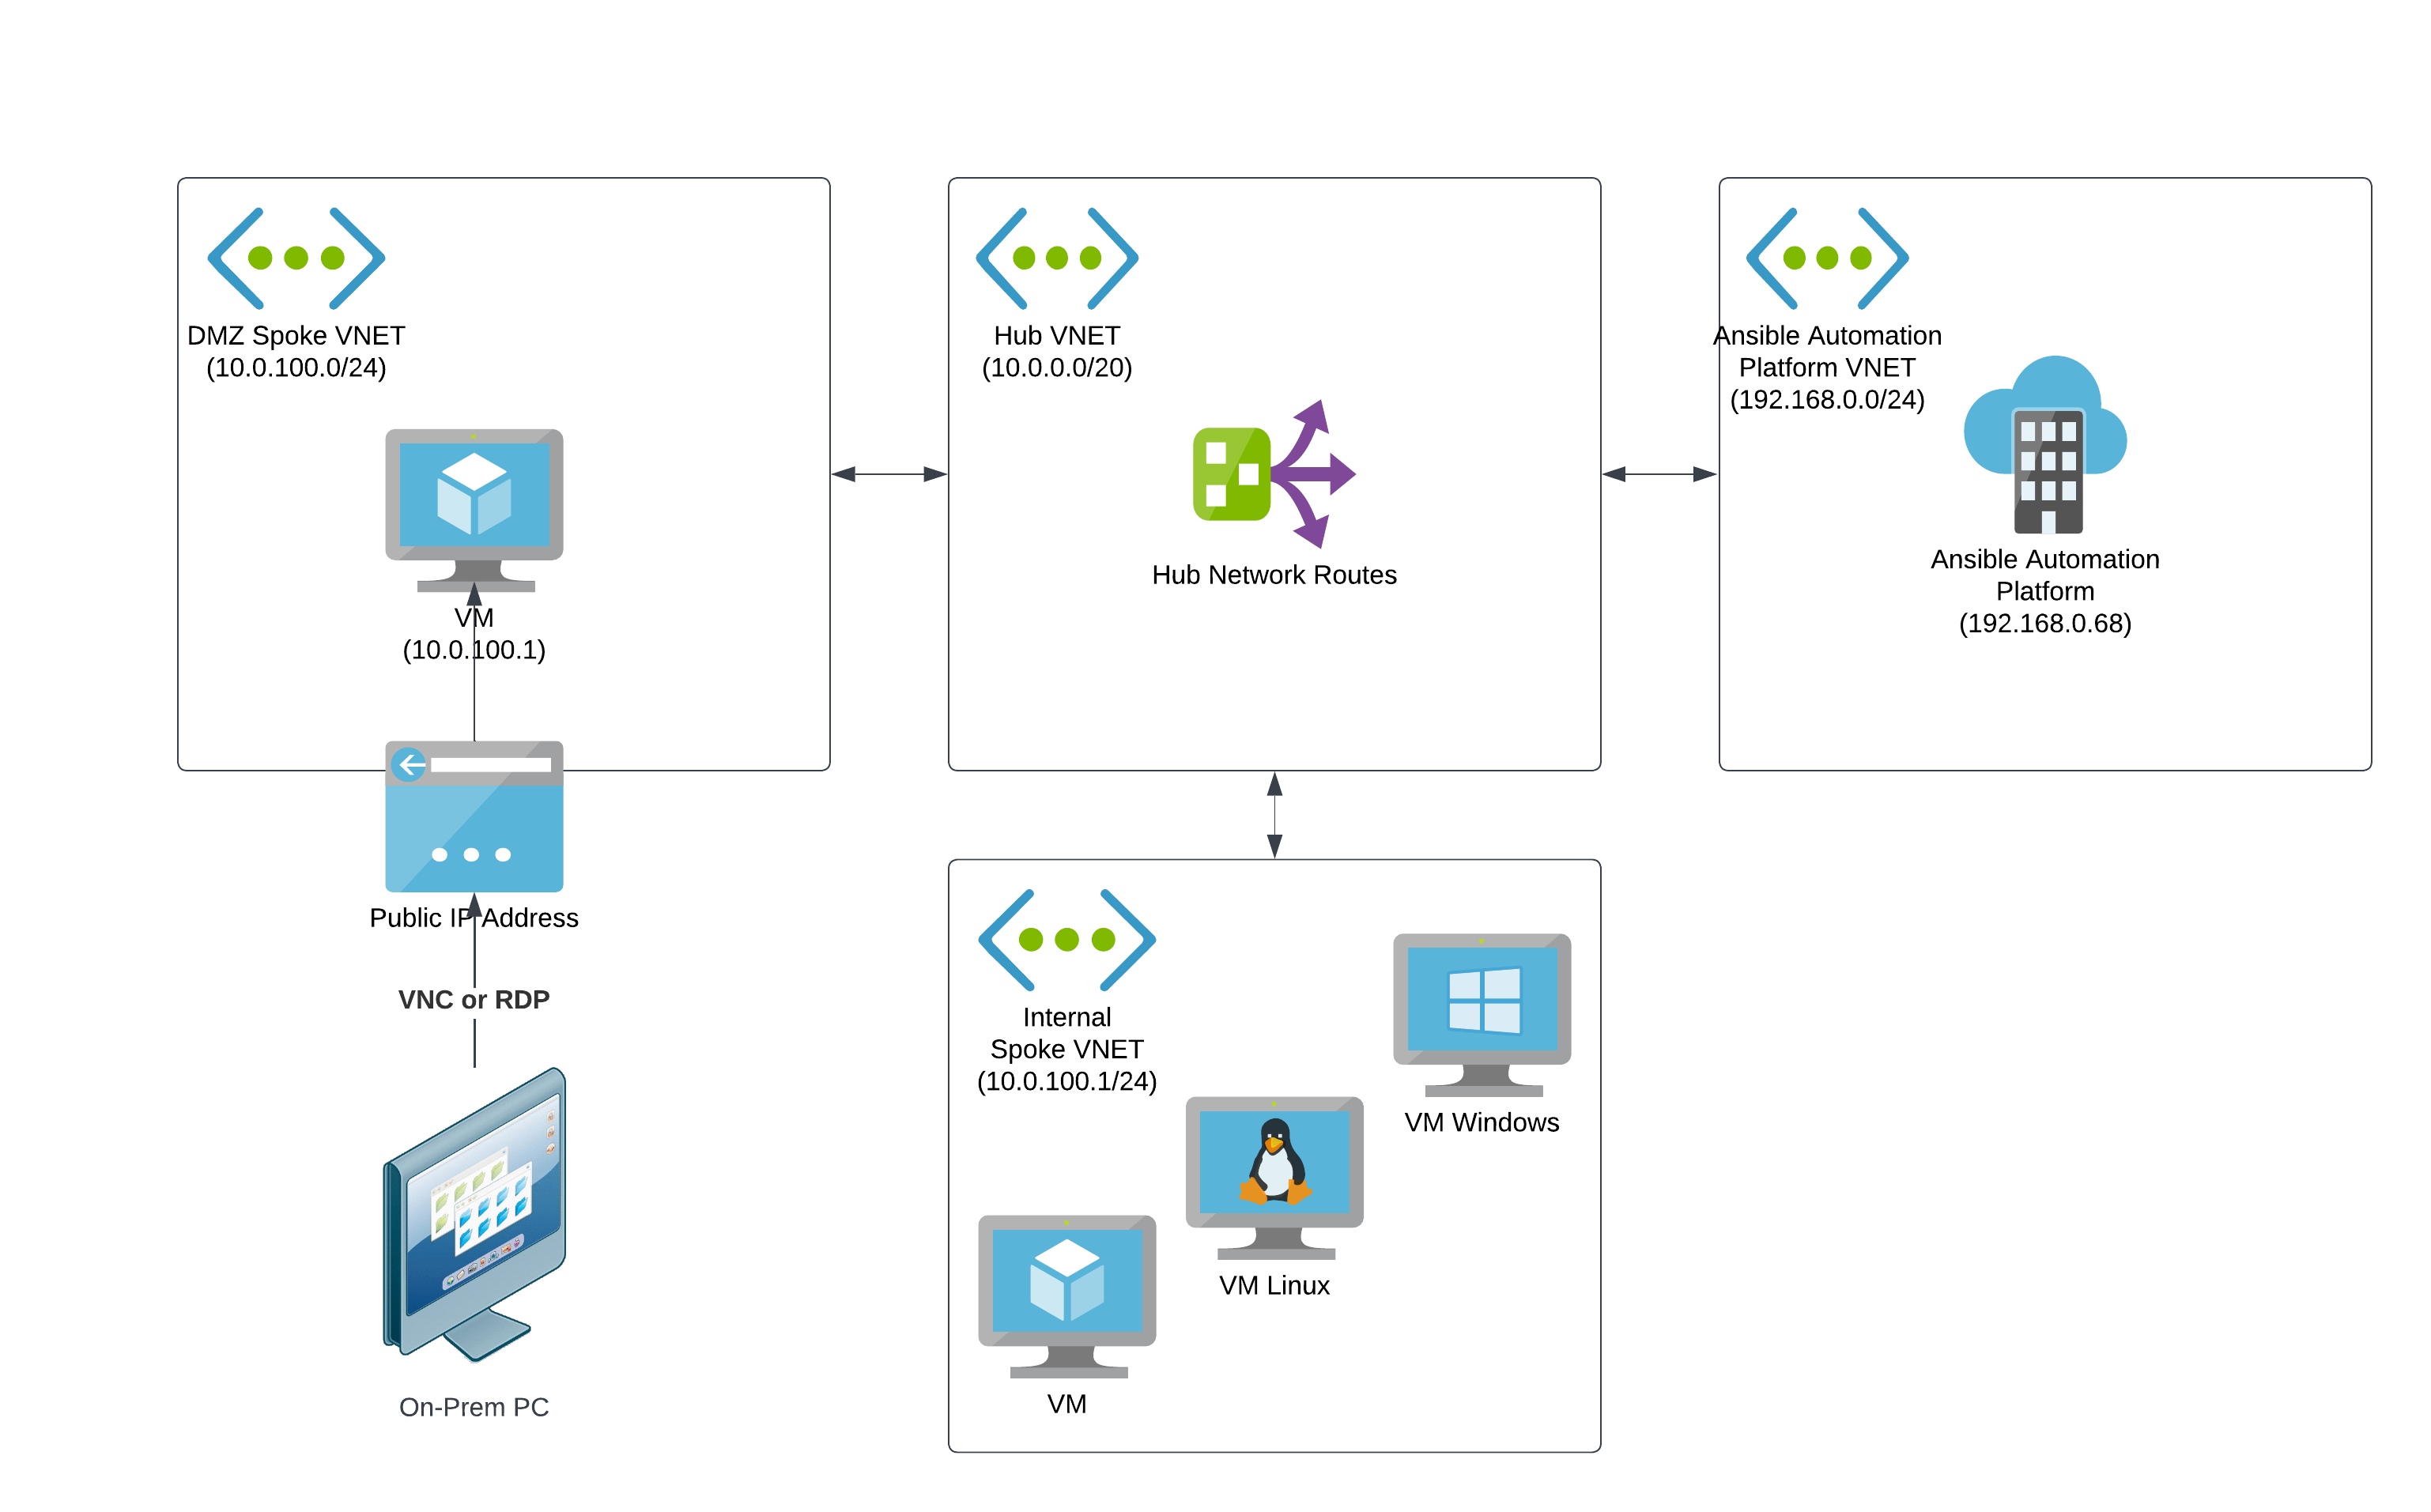 DMZ Spoke VNET
(10.0.100.0/24)
VM
(10.0.100.1)
Public IP Address
VNC or RDP
On-Prem PC
Hub VNET
(10.0.0.0/20)
Hub Network Routes
Internal
Spoke VNET
(10.0.100.1/24)
VM Windows
VM Linux
VM
Ansible Automation
Platform VNET
(192.168.0.0/24)
Ansible Automation
Platform
(192.168.0.68)